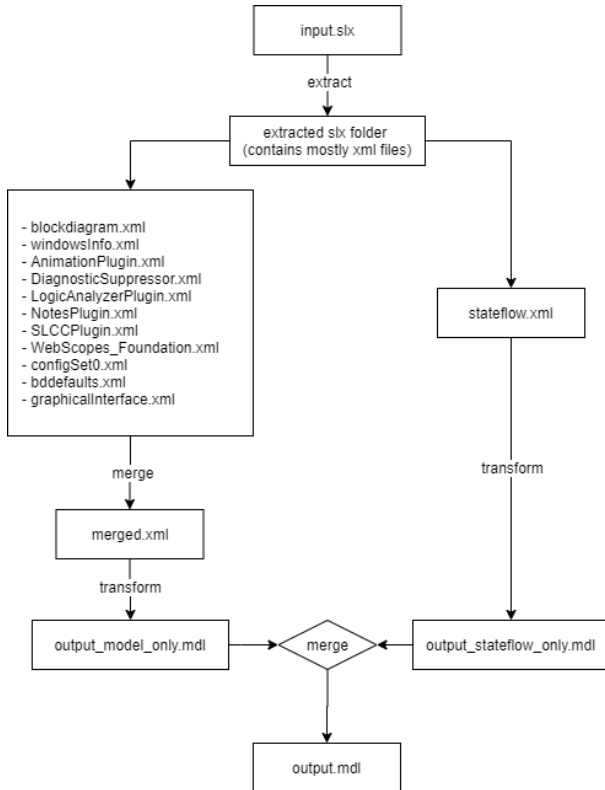 input.slx
extract
extracted slx folder
(contains mostly xml files)
- blockdiagram.xml
- windowsInfo.xml
- AnimationPlugin.xml
- DiagnosticSuppressor.xml
- LogicAnalyzerPlugin.xml
- NotesPlugin.xml
- SLCCPlugin.xml
- WebScopes_Foundation.xml
- configSet0.xml
- bddefaults.xml
- graphicalInterface.xml
stateflow.xml
merge
transform
merged.xml
transform
output_model_only.mdl
merge
output_stateflow_only.mdl
output.mdl